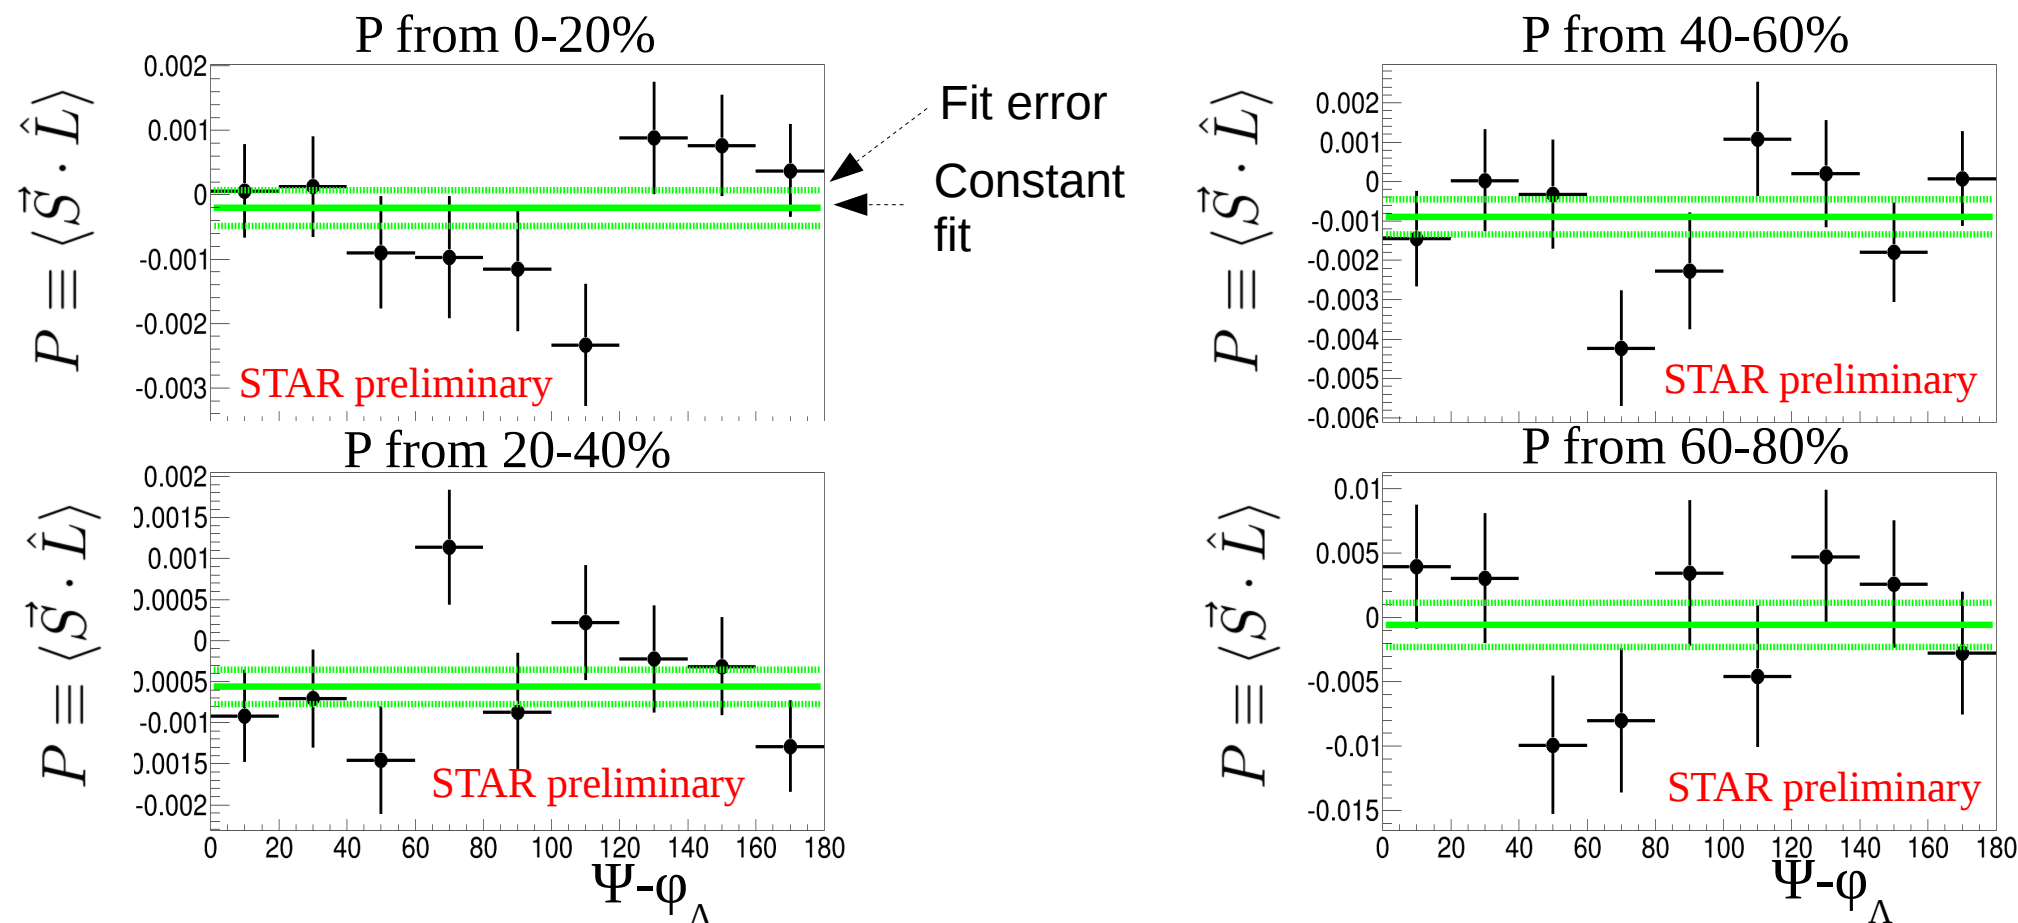 P from 0-20%
P ≡ ⟨S⃗ · L̂⟩
0.002
0.001
0
-0.001
-0.002
-0.003
STAR preliminary
Fit error
Constant
fit
P from 40-60%
P ≡ ⟨S⃗ · L̂⟩
0.002
0.001
0
-0.001
-0.002
-0.003
-0.004
-0.005
-0.006
STAR preliminary
P from 20-40%
P ≡ ⟨S⃗ · L̂⟩
0.002
0.0015
0.001
0.0005
0
0.0005
-0.001
0.0015
-0.002
STAR preliminary
0 20 40 60 80 100 120 140 160 180
Ψ-φ_Λ
P from 60-80%
P ≡ ⟨S⃗ · L̂⟩
0.01
0.005
0
-0.005
-0.01
-0.015
STAR preliminary
0 20 40 60 80 100 120 140 160 180
Ψ-φ_Λ